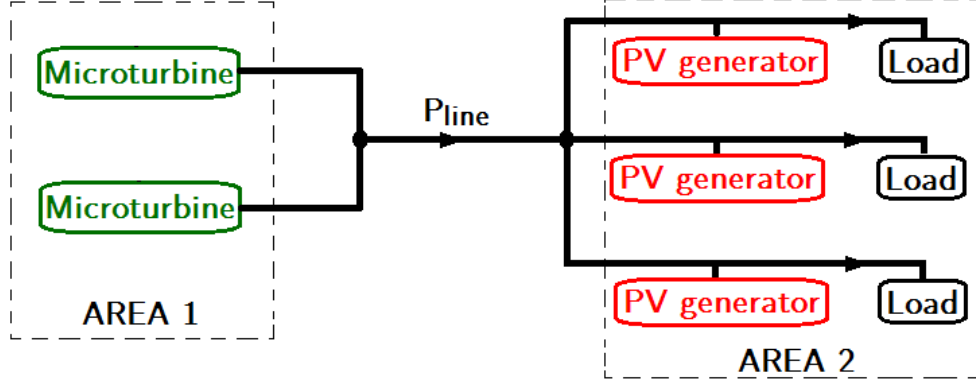 PV generator
Load
Microturbine
Pline
PV generator
Load
Microturbine
PV generator
Load
AREA 1
AREA 2